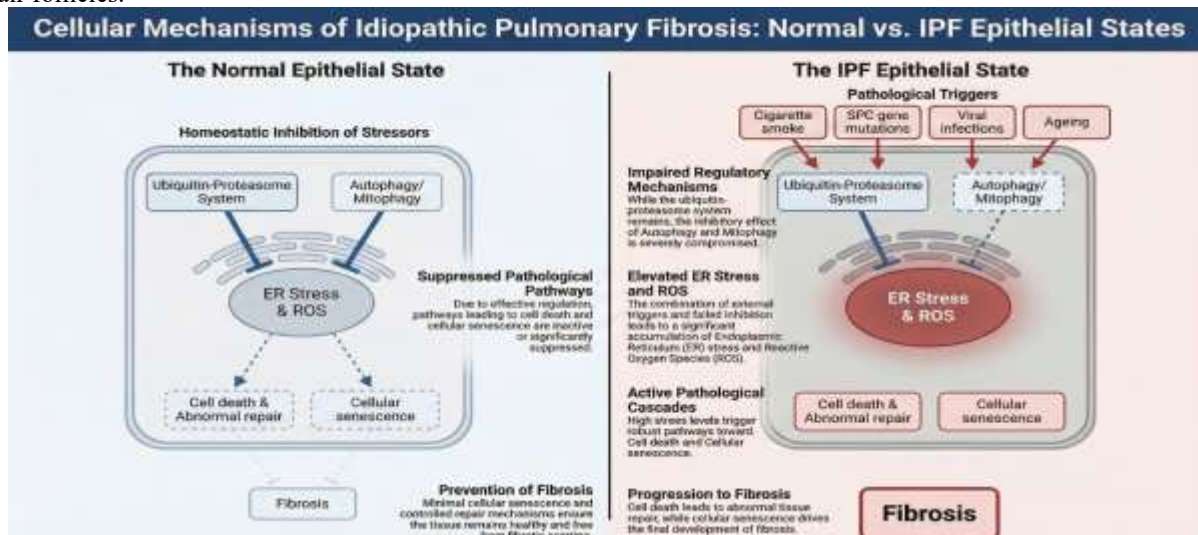 Cellular Mechanisms of Idiopathic Pulmonary Fibrosis: Normal vs. IPF Epithelial States
The Normal Epithelial State
Homeostatic Inhibition of Stressors
Ubiquitin-Proteasome
System
Autophagy/
Mitophagy
ER Stress
& ROS
Suppressed Pathological
Pathways
Due to effective regulation,
pathways leading to cell death and
cellular senescence are inactive
or significantly
suppressed.
Cell death &
Abnormal repair
Cellular
senescence
Fibrosis
Prevention of Fibrosis
Minimal cellular senescence and
controlled repair mechanisms ensure
the tissue remains healthy and free
The IPF Epithelial State
Pathological Triggers
Cigarette
smoke
SPC gene
mutations
Viral
infections
Ageing
Impaired Regulatory
Mechanisms
While the ubiquitin-
proteasome system
remains, the inhibitory effect
of Autophagy and Mitophagy
is severely compromised.
Ubiquitin-Proteasome
System
Autophagy/
Mitophagy
Elevated ER Stress
and ROS
The combination of external
triggers and failed inhibition
leads to a significant
accumulation of Endoplasmic
Reticulum (ER) stress and Reactive
Oxygen Species (ROS).
ER Stress
& ROS
Active Pathological
Cascades
High stress levels trigger
robust pathways toward
Cell death and Cellular
senescence.
Cell death &
Abnormal repair
Cellular
senescence
Progression to Fibrosis
Cell death leads to abnormal tissue
repair, while cellular senescence drives
the final development of fibrosis.
Fibrosis